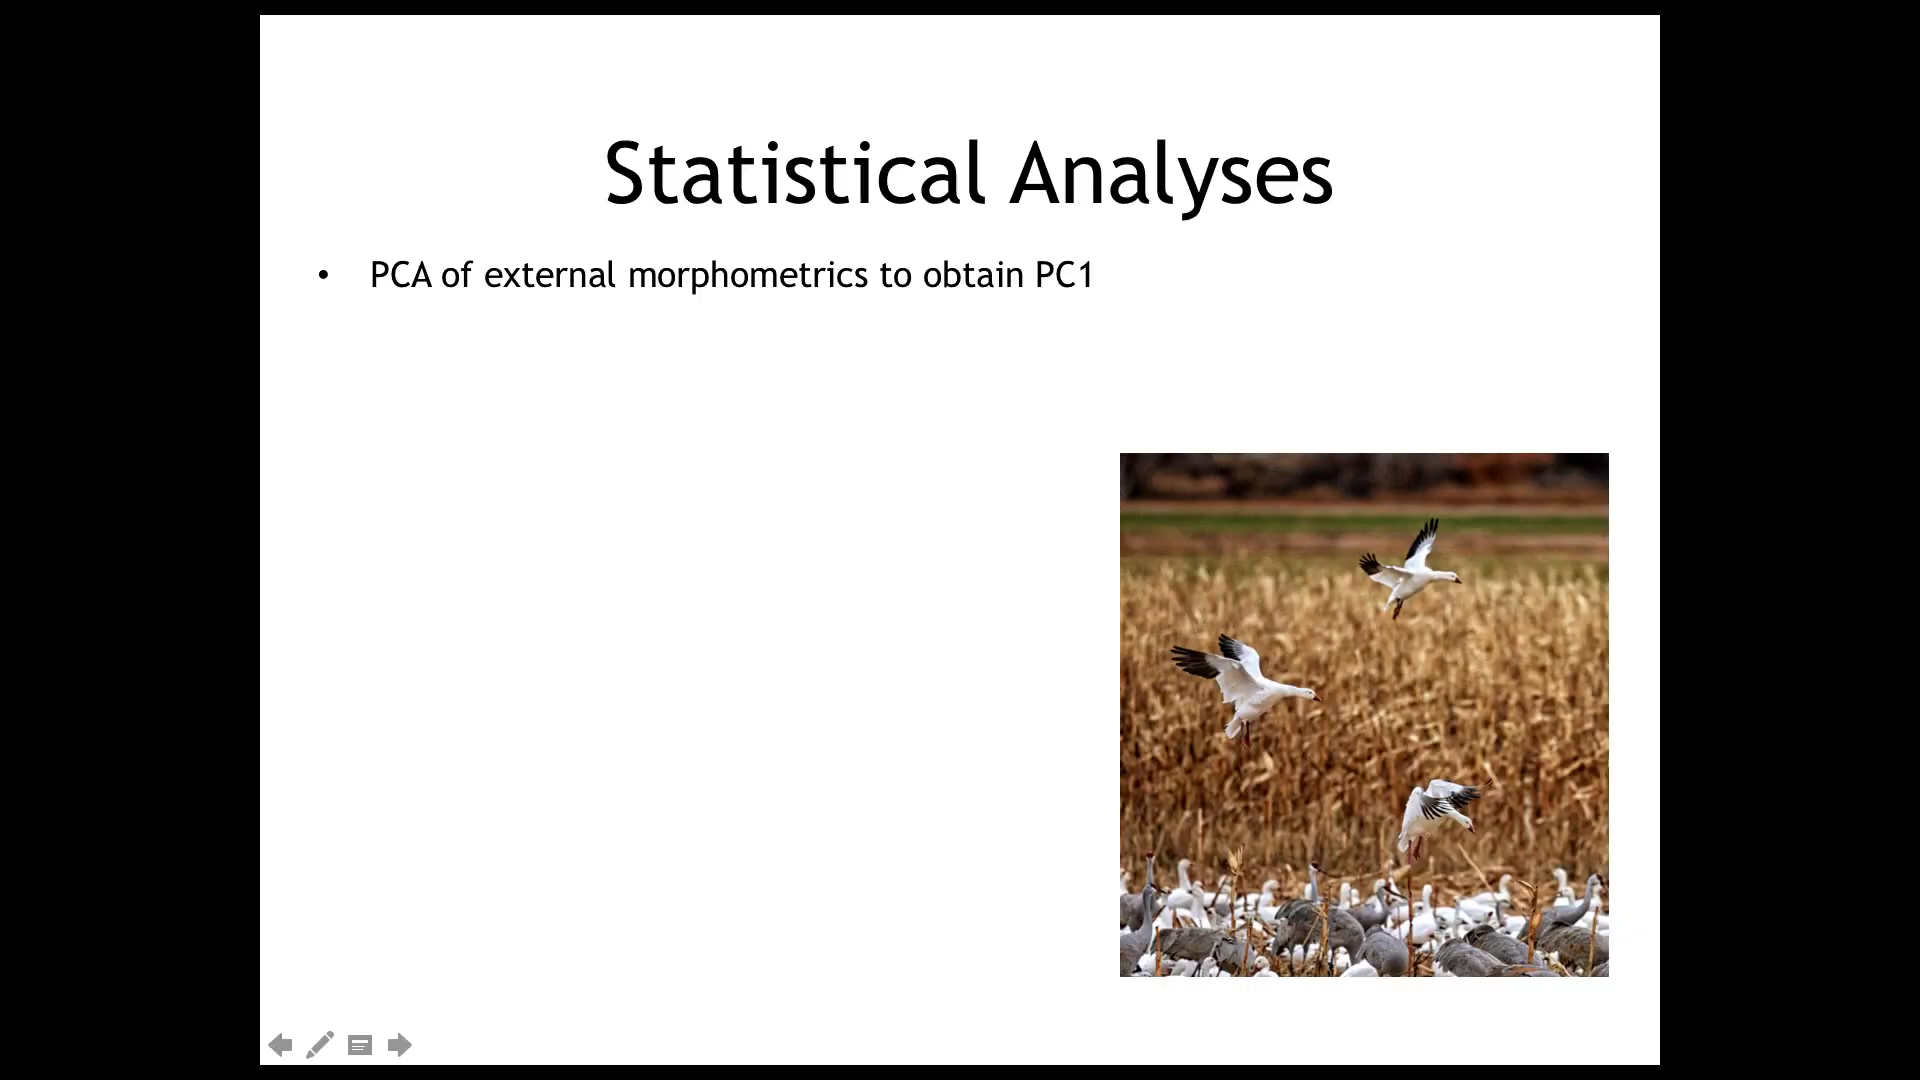 Statistical Analyses
• PCA of external morphometrics to obtain PC1